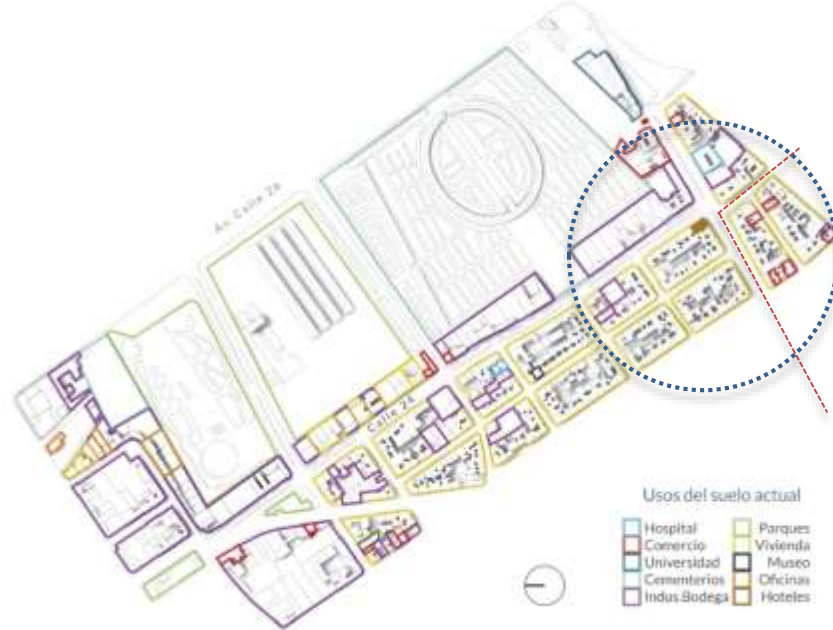 Av. Calle 26
Calle 24
Usos del suelo actual
Hospital
Comercio
Universidad
Cementerios
Indus.Bodega
Parques
Vivienda
Museo
Oficinas
Hoteles